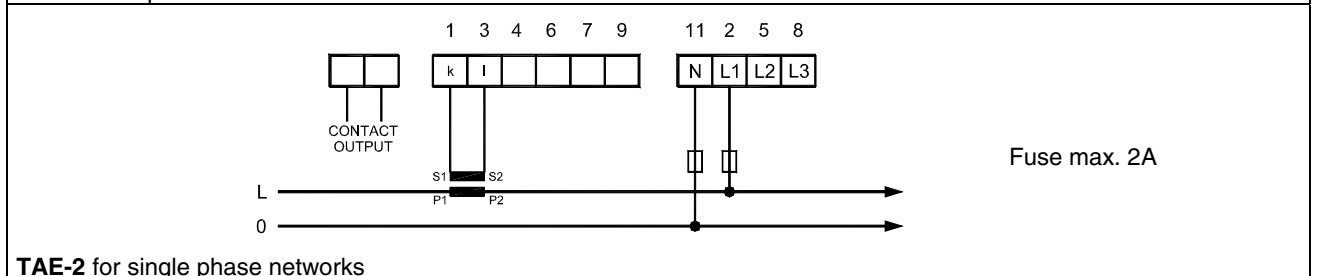 1 3 4 6 7 9 11 2 5 8
k l N L1 L2 L3
CONTACT
OUTPUT
Fuse max. 2A
S1 S2
L
P1 P2
0
TAE-2 for single phase networks